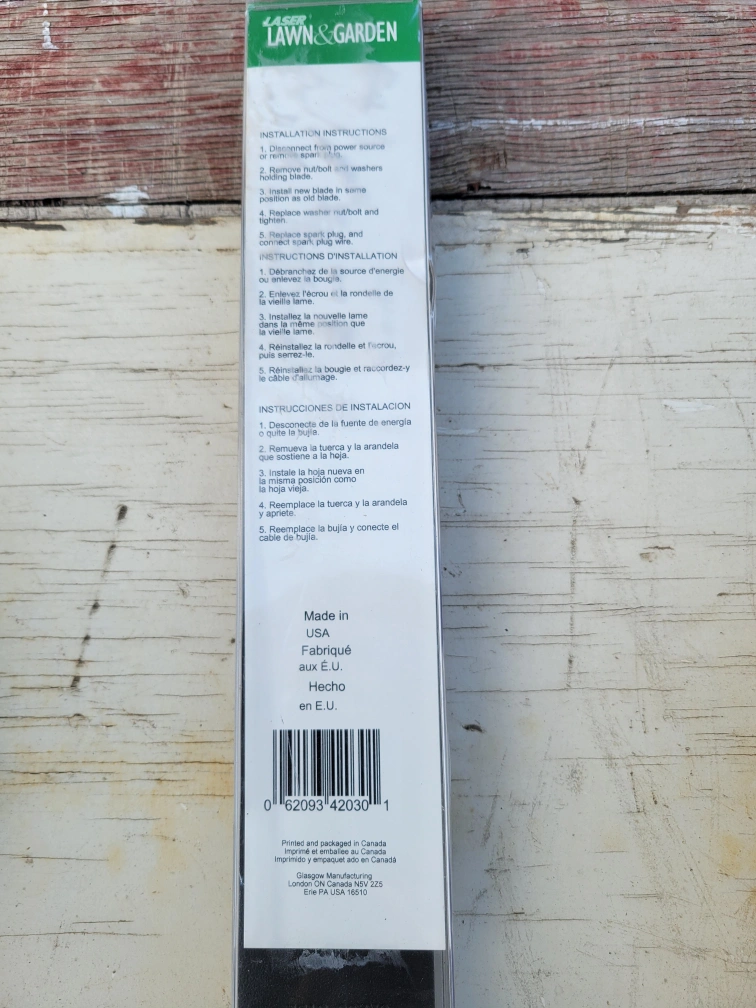 LASER
LAWN&GARDEN
INSTALLATION INSTRUCTIONS
1. Disconnect from power source
or remove spark plug.
2. Remove nut/bolt and washers
holding blade.
3. Install new blade in same
position as old blade.
4. Replace washer nut/bolt and
tighten.
5. Replace spark plug, and
connect spark plug wire.
INSTRUCTIONS D'INSTALLATION
1. Débranchez de la source d'energie
ou enlevez la bougie.
2. Enlevez l'écrou et la rondelle de
la vieille lame.
3. Installez la nouvelle lame
dans la même position que
la vieille lame.
4. Réinstallez la rondelle et l'écrou,
puis serrez-le.
5. Réinstallez la bougie et raccordez-y
le câble d'allumage.
INSTRUCCIONES DE INSTALACION
1. Desconecte de la fuente de energía
o quite la bujía.
2. Remueva la tuerca y la arandela
que sostiene a la hoja.
3. Instale la hoja nueva en
la misma posición como
la hoja vieja.
4. Reemplace la tuerca y la arandela
y apriete.
5. Reemplace la bujía y conecte el
cable de bujía.
Made in
USA
Fabriqué
aux É.U.
Hecho
en E.U.
0 62093 42030 1
Printed and packaged in Canada
Imprimé et emballee au Canada
Imprimido y empaquet ado en Canadá
Glasgow Manufacturing
London ON Canada N5V 2Z5
Erie PA USA 16510